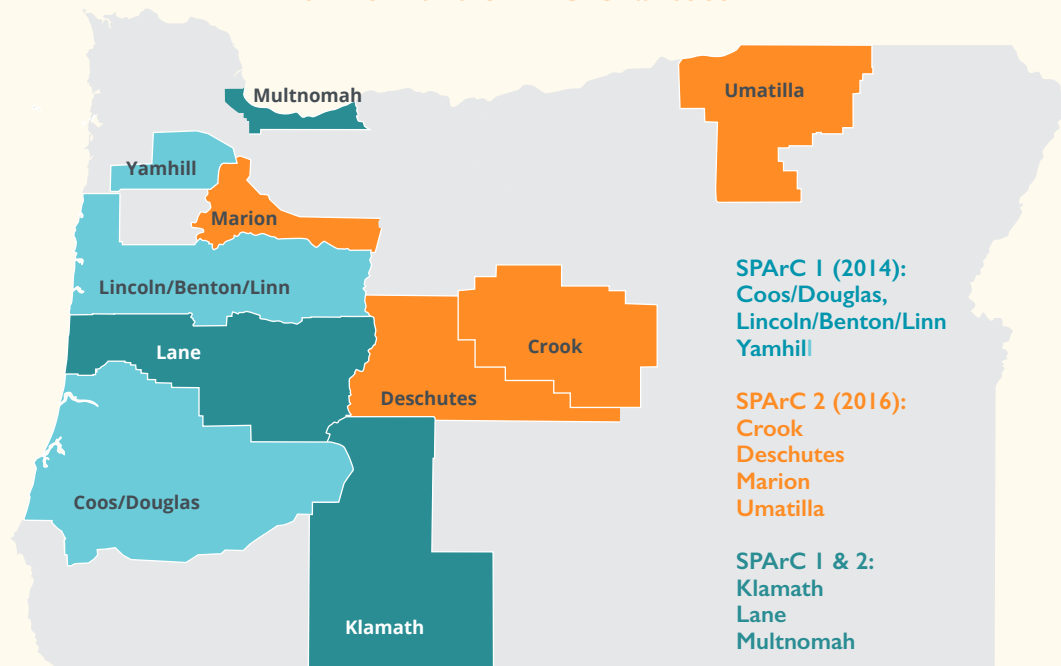 Multnomah
Umatilla
Yamhill
Marion
Lincoln/Benton/Linn
Lane
Crook
Deschutes
Coos/Douglas
Klamath
SPArC 1 (2014):
Coos/Douglas,
Lincoln/Benton/Linn
Yamhill
SPArC 2 (2016):
Crook
Deschutes
Marion
Umatilla
SPArC 1 & 2:
Klamath
Lane
Multnomah